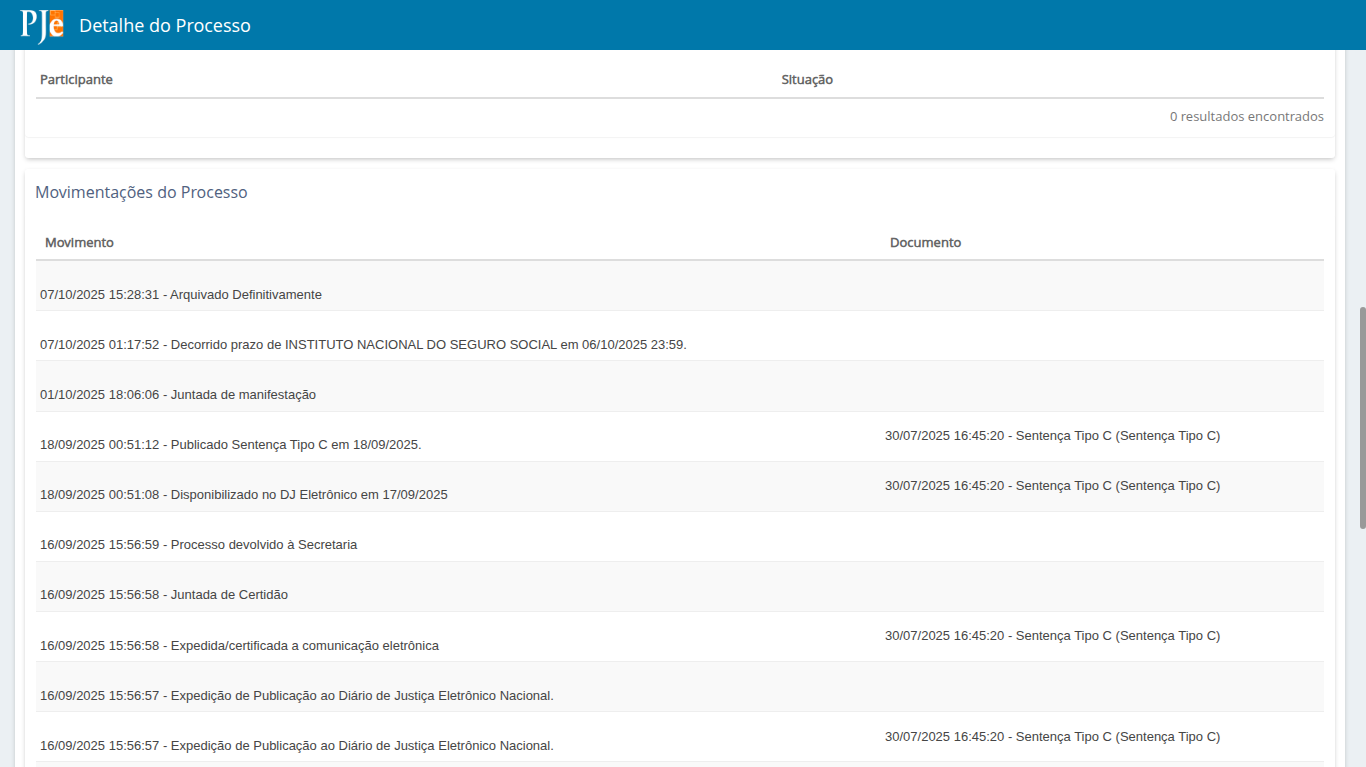 PJe Detalhe do Processo
Participante Situação
0 resultados encontrados
Movimentações do Processo
Movimento Documento
07/10/2025 15:28:31 - Arquivado Definitivamente
07/10/2025 01:17:52 - Decorrido prazo de INSTITUTO NACIONAL DO SEGURO SOCIAL em 06/10/2025 23:59.
01/10/2025 18:06:06 - Juntada de manifestação
18/09/2025 00:51:12 - Publicado Sentença Tipo C em 18/09/2025. 30/07/2025 16:45:20 - Sentença Tipo C (Sentença Tipo C)
18/09/2025 00:51:08 - Disponibilizado no DJ Eletrônico em 17/09/2025 30/07/2025 16:45:20 - Sentença Tipo C (Sentença Tipo C)
16/09/2025 15:56:59 - Processo devolvido à Secretaria
16/09/2025 15:56:58 - Juntada de Certidão
16/09/2025 15:56:58 - Expedida/certificada a comunicação eletrônica 30/07/2025 16:45:20 - Sentença Tipo C (Sentença Tipo C)
16/09/2025 15:56:57 - Expedição de Publicação ao Diário de Justiça Eletrônico Nacional.
16/09/2025 15:56:57 - Expedição de Publicação ao Diário de Justiça Eletrônico Nacional. 30/07/2025 16:45:20 - Sentença Tipo C (Sentença Tipo C)